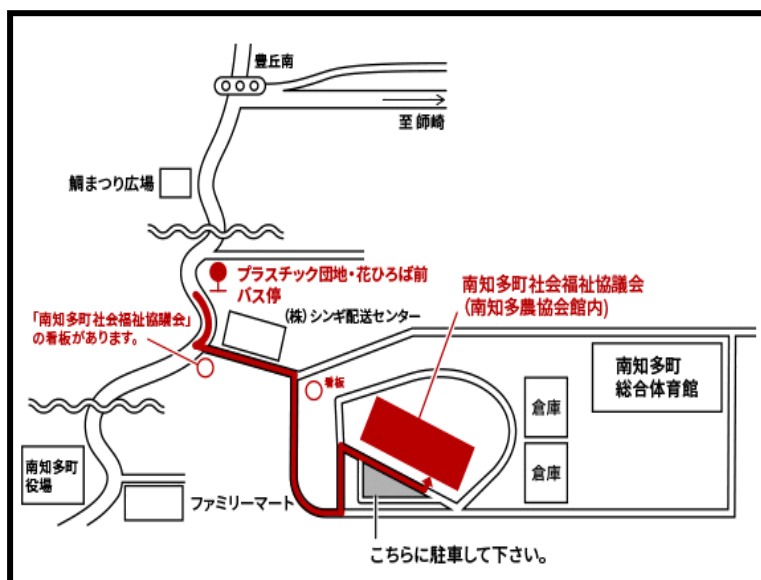 豊丘南
至 師崎
鯛まつり広場
プラスチック団地・花ひろば前
バス停
南知多町社会福祉協議会
(南知多農協会館内)
(株)シンギ配送センター
「南知多町社会福祉協議会」
の看板があります。
看板
南知多町
総合体育館
倉庫
倉庫
南知多町
役場
ファミリーマート
こちらに駐車して下さい。